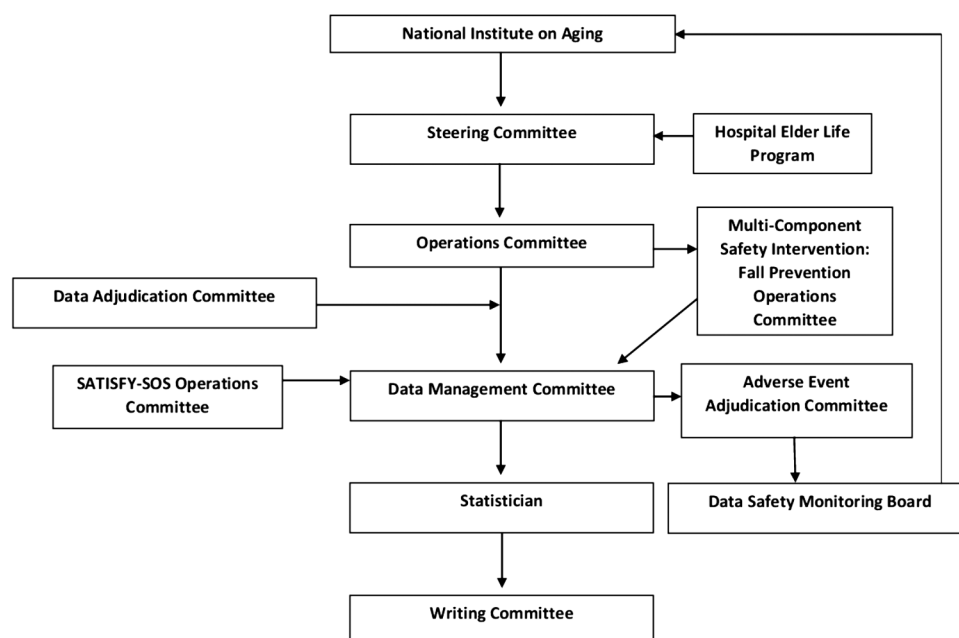 National Institute on Aging
Steering Committee
Hospital Elder Life
Program
Operations Committee
Multi-Component
Safety Intervention:
Fall Prevention
Operations
Committee
Data Adjudication Committee
SATISFY-SOS Operations
Committee
Data Management Committee
Adverse Event
Adjudication Committee
Statistician
Data Safety Monitoring Board
Writing Committee